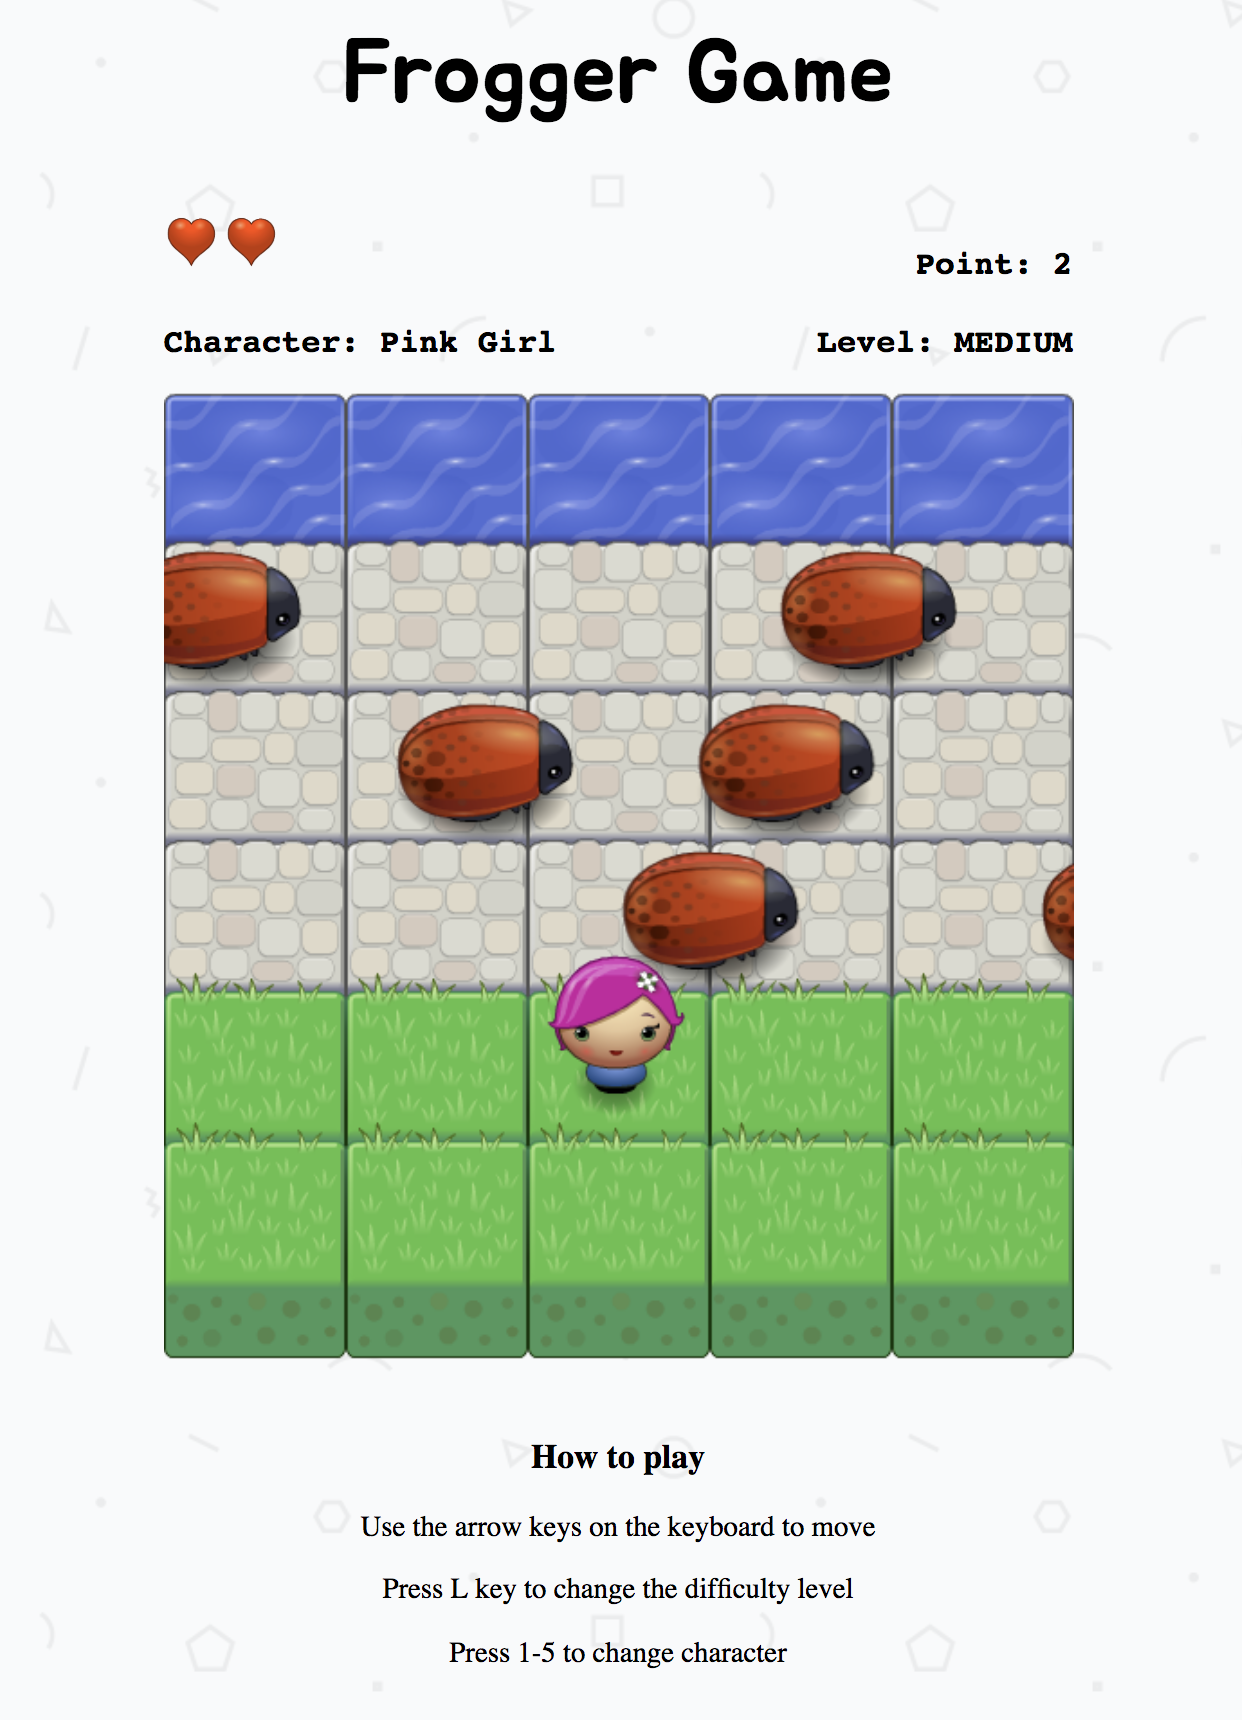 Frogger Game
Point: 2
Character: Pink Girl
Level: MEDIUM
How to play
Use the arrow keys on the keyboard to move
Press L key to change the difficulty level
Press 1-5 to change character